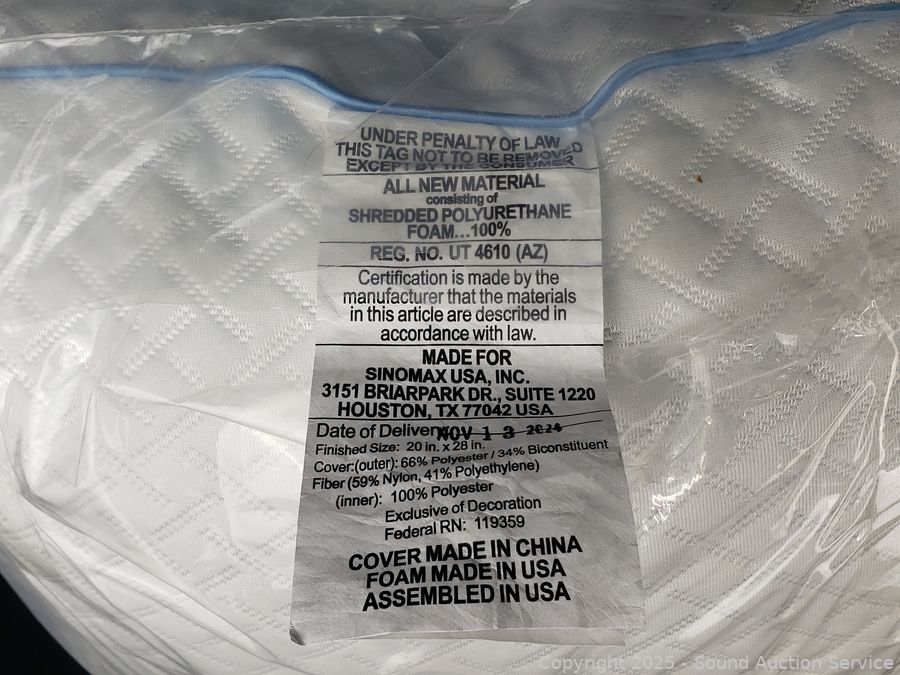 UNDER PENALTY OF LAW
THIS TAG NOT TO BE REMOVED
EXCEPT BY THE CONSUMER
ALL NEW MATERIAL
consisting of
SHREDDED POLYURETHANE
FOAM...100%
REG. NO. UT 4610 (AZ)
Certification is made by the
manufacturer that the materials
in this article are described in
accordance with law.
MADE FOR
SINOMAX USA, INC.
3151 BRIARPARK DR., SUITE 1220
HOUSTON, TX 77042 USA
Date of Delivery NOV 1 3 2024
Finished Size: 20 in. x 28 in.
Cover:(outer): 66% Polyester / 34% Biconstituent
Fiber (59% Nylon, 41% Polyethylene)
(inner): 100% Polyester
Exclusive of Decoration
Federal RN: 119359
COVER MADE IN CHINA
FOAM MADE IN USA
ASSEMBLED IN USA
Copyright 2025 - Sound Auction Service